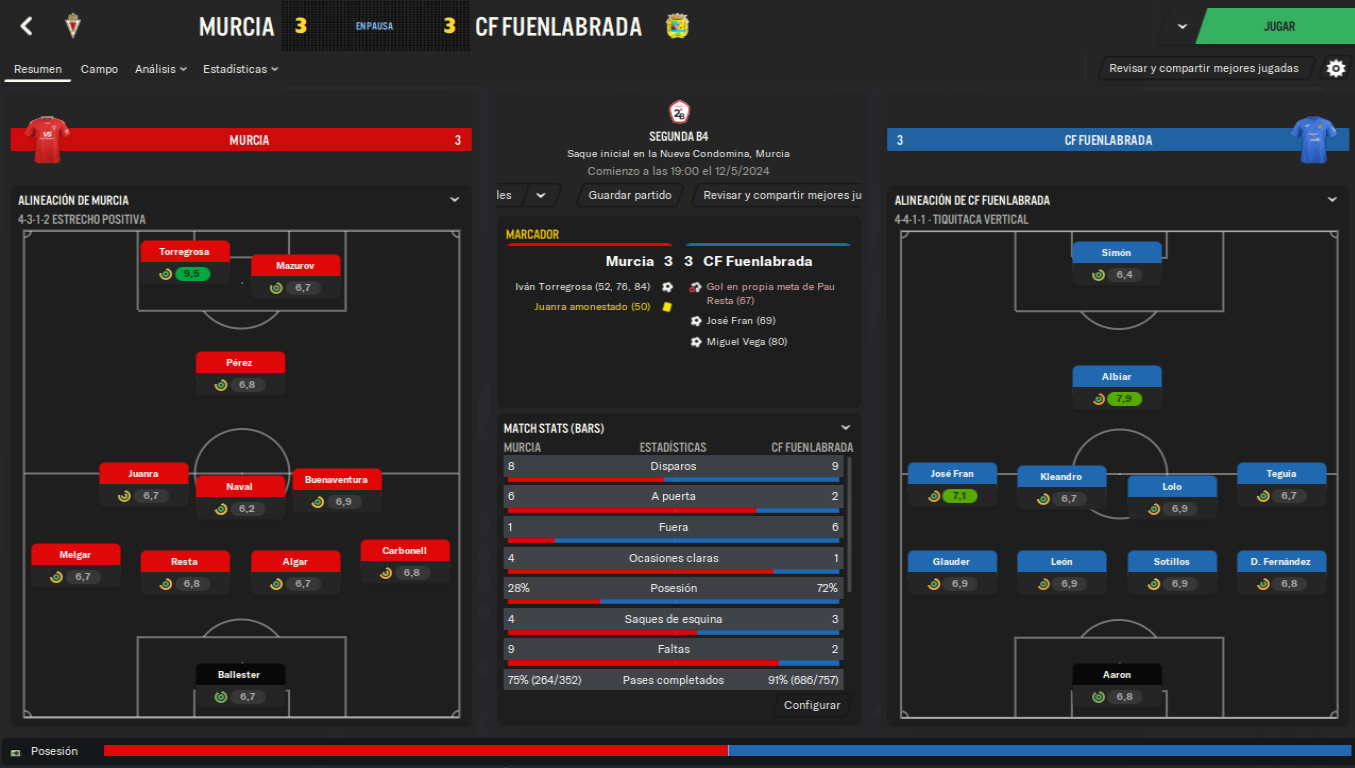 MURCIA
3
EN PAUSA
3
CF FUENLABRADA
JUGAR
Resumen
Campo
Análisis
Estadísticas
Revisar y compartir mejores jugadas
MURCIA
3
2ªB
SEGUNDA B4
Saque inicial en la Nueva Condomina, Murcia
Comienzo a las 19:00 el 12/5/2024
les
Guardar partido
Revisar y compartir mejores ju
3
CF FUENLABRADA
ALINEACIÓN DE MURCIA
4-3-1-2 ESTRECHO POSITIVA
Torregrosa
9,5
Mazurov
6,7
Pérez
6,8
Juanra
6,7
Naval
6,2
Buenaventura
6,9
Melgar
6,7
Resta
6,8
Algar
6,7
Carbonell
6,8
Ballester
6,7
MARCADOR
Murcia 3 3 CF Fuenlabrada
Iván Torregrosa (52, 76, 84)
Juanra amonestado (50)
Gol en propia meta de Pau
Resta (67)
José Fran (69)
Miguel Vega (80)
MATCH STATS (BARS)
MURCIA ESTADÍSTICAS CF FUENLABRADA
8 Disparos 9
6 A puerta 2
1 Fuera 6
4 Ocasiones claras 1
28% Posesión 72%
4 Saques de esquina 3
9 Faltas 2
75% (264/352) Pases completados 91% (686/757)
Configurar
ALINEACIÓN DE CF FUENLABRADA
4-4-1-1 - TIQUITACA VERTICAL
Simón
6,4
Albiar
7,9
José Fran
7,1
Kleandro
6,7
Lolo
6,9
Teguia
6,7
Glauder
6,9
León
6,9
Sotillos
6,9
D. Fernández
6,8
Aaron
6,8
Posesión